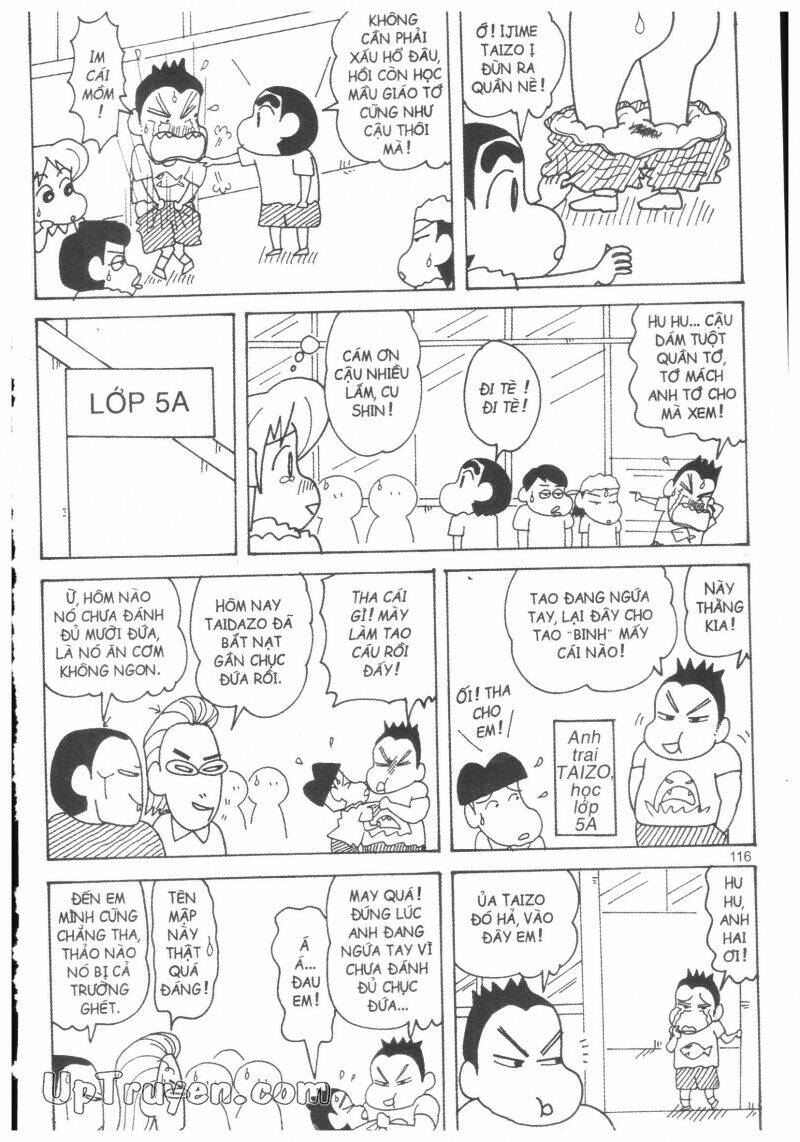 Ớ! IJIME
TAIZO Ị
ĐÙN RA
QUẦN NÈ!
KHÔNG
CẦN PHẢI
XẤU HỔ ĐÂU,
HỒI CÒN HỌC
MẪU GIÁO TỚ
CŨNG NHƯ
CẬU THÔI
MÀ!
IM
CÁI
MỒM
!
HU HU... CẬU
DÁM TUỘT
QUẦN TỚ,
TỚ MÁCH
ANH TỚ CHO
MÀ XEM!
ĐI TÈ!
ĐI TÈ!
CÁM ƠN
CẬU NHIỀU
LẮM, CU
SHIN!
LỚP 5A
NÀY
THẰNG
KIA!
TAO ĐANG NGỨA
TAY, LẠI ĐÂY CHO
TAO "BINH" MẤY
CÁI NÀO!
ỐI! THA
CHO
EM!
Anh
trai
TAIZO,
học
lớp
5A
THA CÁI
GÌ! MÀY
LÀM TAO
CÁU RỒI
ĐẤY!
HÔM NAY
TAIDAZO ĐÃ
BẮT NẠT
GẦN CHỤC
ĐỨA RỒI.
Ừ, HÔM NÀO
NÓ CHƯA ĐÁNH
ĐỦ MƯỜI ĐỨA,
LÀ NÓ ĂN CƠM
KHÔNG NGON.
116
HU
HU,
ANH
HAI
ƠI!
ỦA TAIZO
ĐÓ HẢ, VÀO
ĐÂY EM!
MAY QUÁ!
ĐÚNG LÚC
ANH ĐANG
NGỨA TAY VÌ
CHƯA ĐÁNH
ĐỦ CHỤC
ĐỨA...
Á
Á...
ĐAU
EM!
TÊN
MẬP
NÀY
THẬT
QUÁ
ĐÁNG!
ĐẾN EM
MÌNH CŨNG
CHẲNG THA,
THẢO NÀO
NÓ BỊ CẢ
TRƯỜNG
GHÉT.
UpTruyen.com